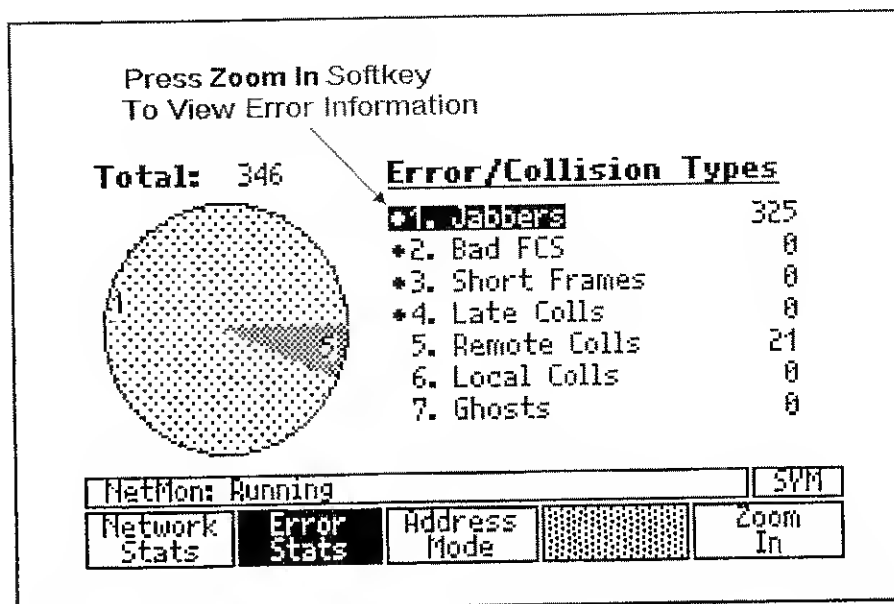 Press Zoom In Softkey
To View Error Information
Total: 346
Error/Collision Types
•1. Jabbers 325
•2. Bad FCS 0
•3. Short Frames 0
•4. Late Colls 0
5. Remote Colls 21
6. Local Colls 0
7. Ghosts 0
1
5
NetMon: Running
SYM
Network Stats
Error Stats
Address Mode
Zoom In